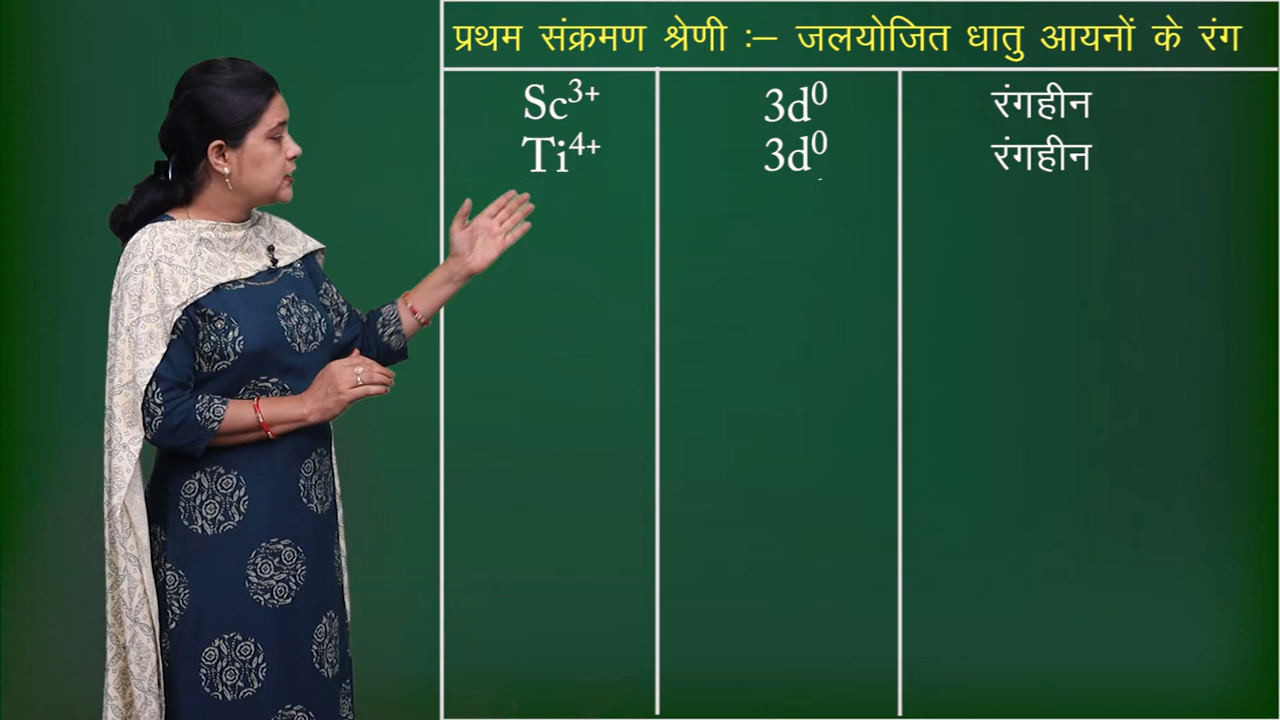 प्रथम संक्रमण श्रेणी :– जलयोजित धातु आयनों के रंग
Sc³⁺ 3d⁰ रंगहीन
Ti⁴⁺ 3d⁰ रंगहीन